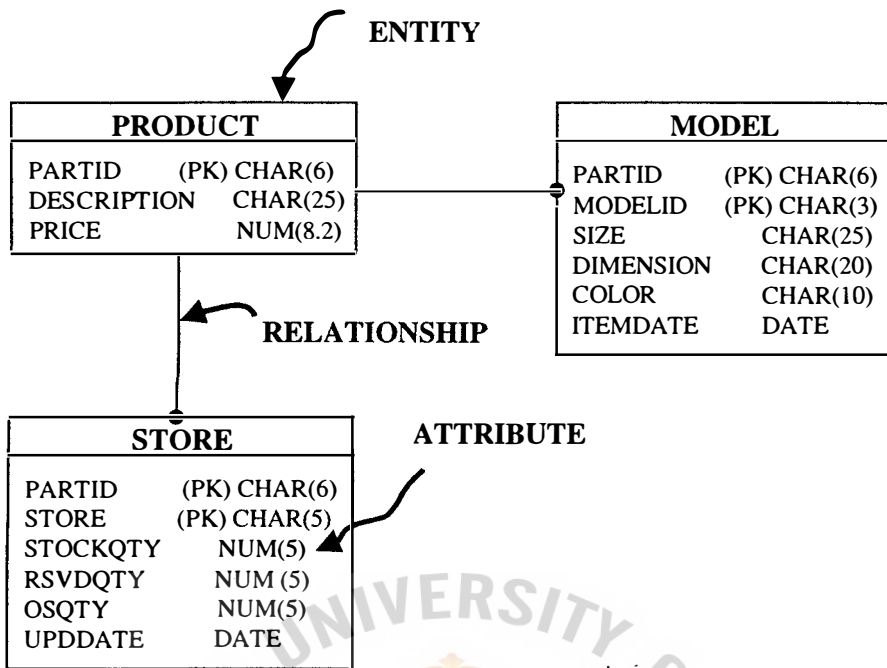 ENTITY
PRODUCT
PARTID (PK) CHAR(6)
DESCRIPTION CHAR(25)
PRICE NUM(8.2)
MODEL
PARTID (PK) CHAR(6)
MODELID (PK) CHAR(3)
SIZE CHAR(25)
DIMENSION CHAR(20)
COLOR CHAR(10)
ITEMDATE DATE
RELATIONSHIP
STORE
PARTID (PK) CHAR(6)
STORE (PK) CHAR(5)
STOCKQTY NUM(5)
RSVDQTY NUM (5)
OSQTY NUM(5)
UPDDATE DATE
ATTRIBUTE
UNIVERSITY